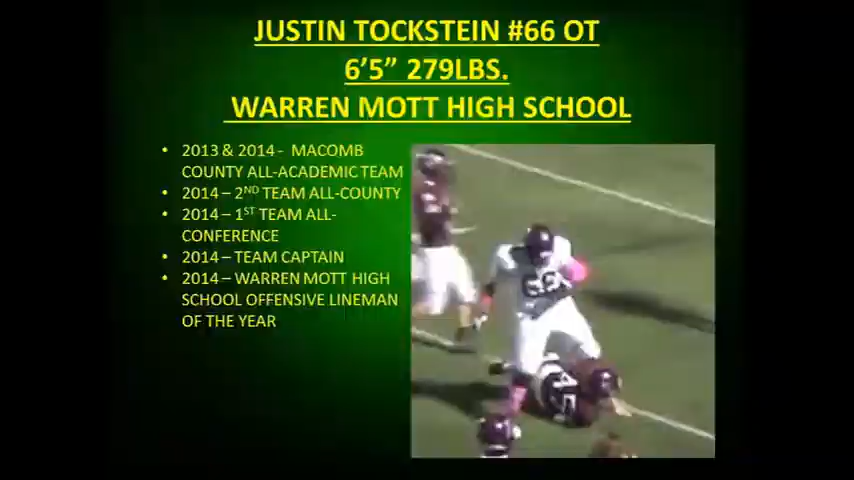 JUSTIN TOCKSTEIN #66 OT
6’5” 279LBS.
WARREN MOTT HIGH SCHOOL
• 2013 & 2014 - MACOMB
COUNTY ALL-ACADEMIC TEAM
• 2014 – 2ND TEAM ALL-COUNTY
• 2014 – 1ST TEAM ALL-
CONFERENCE
• 2014 – TEAM CAPTAIN
• 2014 – WARREN MOTT HIGH
SCHOOL OFFENSIVE LINEMAN
OF THE YEAR
45